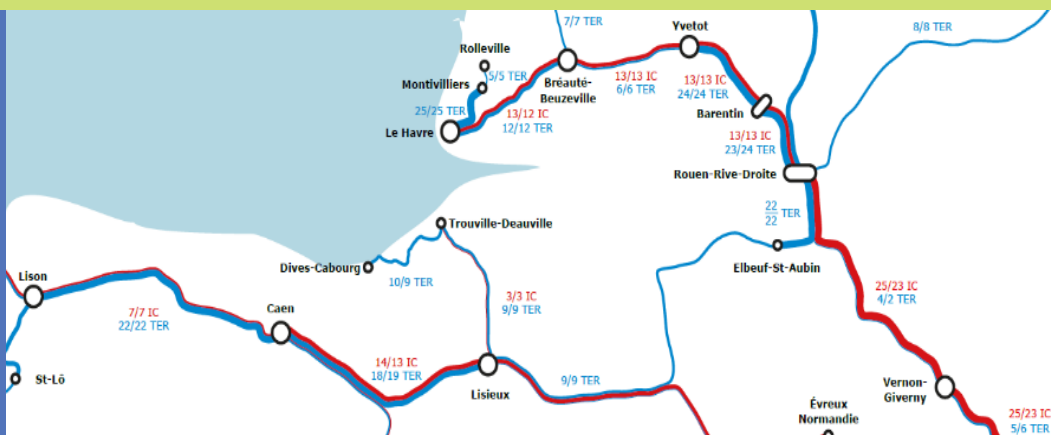 7/7 TER
Yvetot
8/8 TER
Rolleville
5/5 TER
Montivilliers
Bréauté-
Beuzeville
13/13 IC
6/6 TER
13/13 IC
24/24 TER
25/25 TER
13/12 IC
12/12 TER
Barentin
Le Havre
13/13 IC
23/24 TER
Rouen-Rive-Droite
22
22
TER
Trouville-Deauville
Elbeuf-St-Aubin
Dives-Cabourg
10/9 TER
Lison
3/3 IC
9/9 TER
25/23 IC
4/2 TER
Caen
7/7 IC
22/22 TER
14/13 IC
18/19 TER
St-Lô
Lisieux
9/9 TER
Vernon-
Giverny
Évreux
Normandie
25/23 IC
5/6 TER